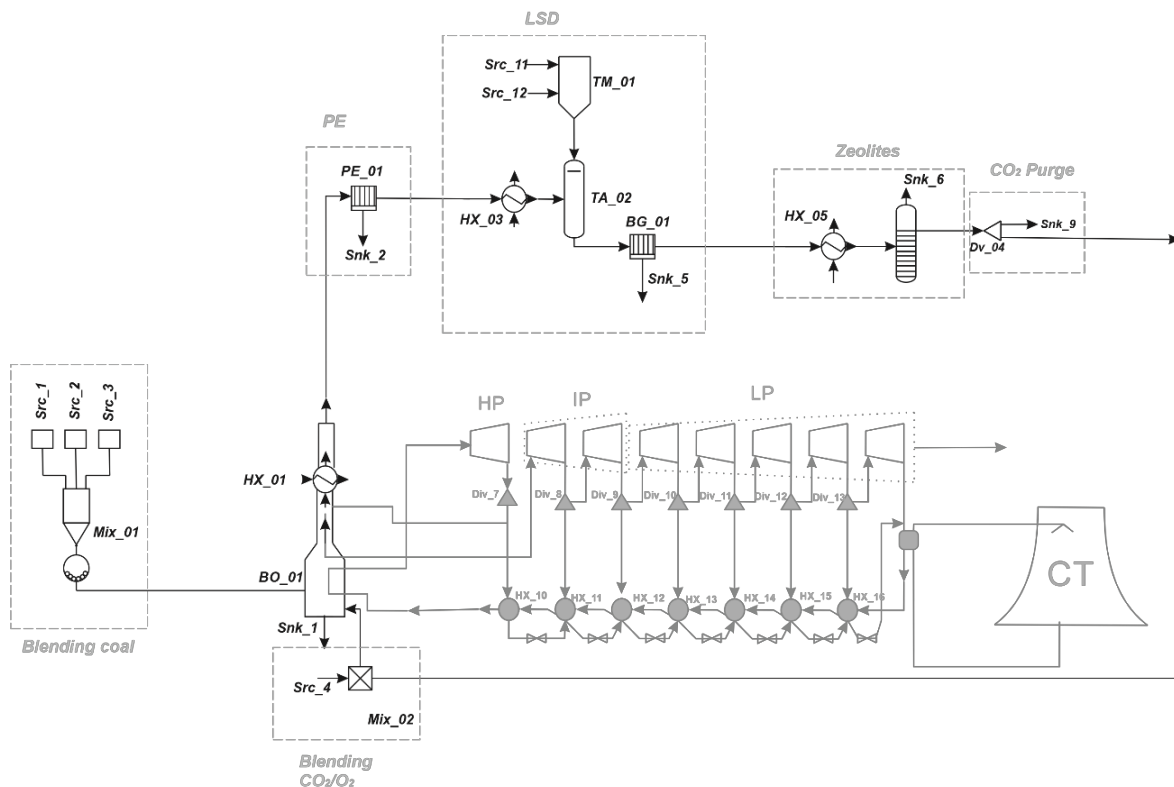 LSD
Src_11
Src_12
TM_01
PE
PE_01
Snk_2
HX_03
TA_02
BG_01
Snk_5
Zeolites
Snk_6
HX_05
CO₂ Purge
Snk_9
Dv_04
Src_1
Src_2
Src_3
Mix_01
Blending coal
HX_01
BO_01
Snk_1
Src_4
Mix_02
Blending
CO₂/O₂
HP
IP
LP
Div_7
Div_8
Div_9
Div_10
Div_11
Div_12
Div_13
HX_10
HX_11
HX_12
HX_13
HX_14
HX_15
HX_16
CT